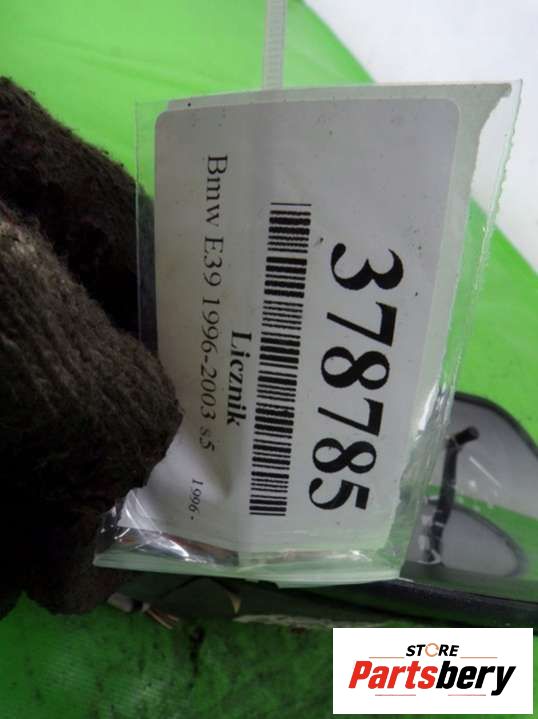 378785
Licznik
Bmw E39 1996-2003 s5
1996 -
STORE
Partsbery